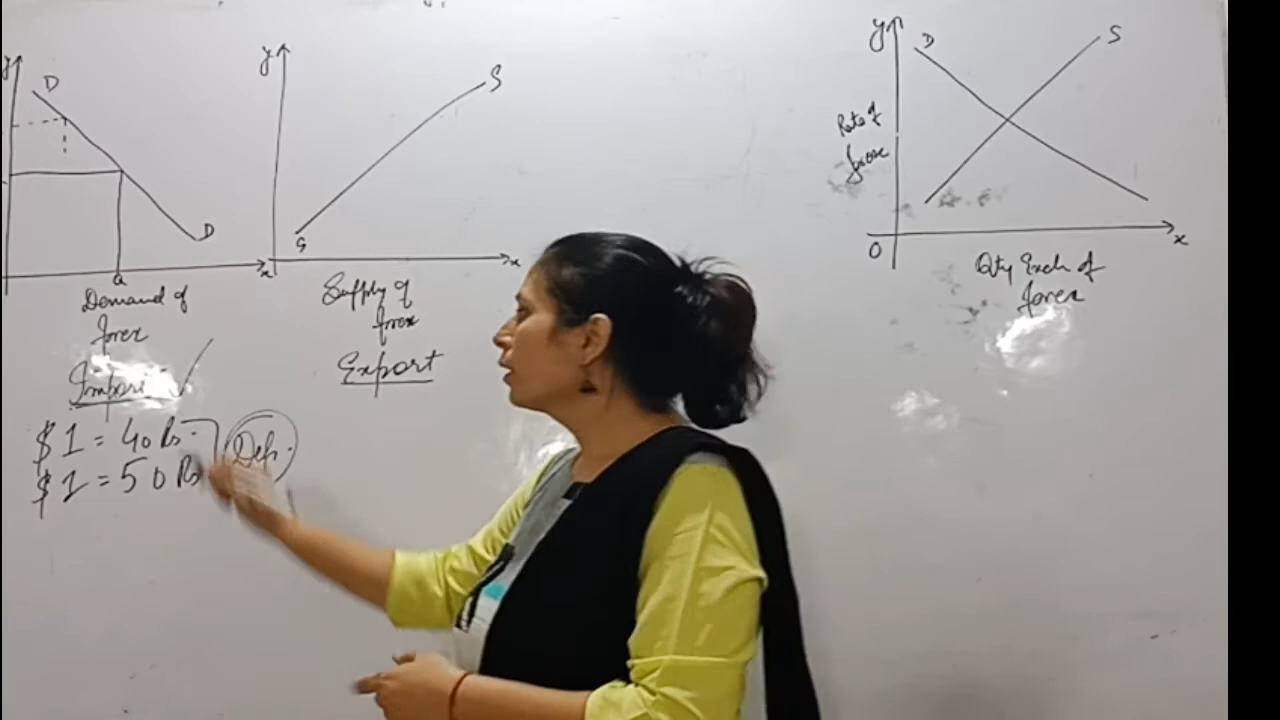 y
D
D
Q
x
Demand of
forex
Import ✓
$ 1 = 40 Rs
$ 1 = 50 Rs
Dep.
y
S
S
x
Supply of
forex
Export
y
D
S
Rate of
forex
O
x
Qty Exch of
forex